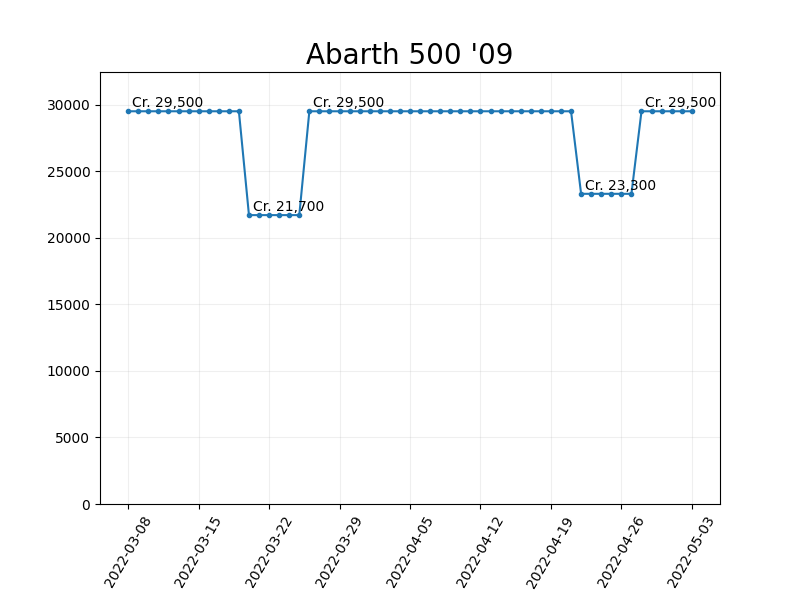 Abarth 500 '09
30000
25000
20000
15000
10000
5000
0
Cr. 29,500
Cr. 21,700
Cr. 29,500
Cr. 23,300
Cr. 29,500
2022-03-08
2022-03-15
2022-03-22
2022-03-29
2022-04-05
2022-04-12
2022-04-19
2022-04-26
2022-05-03